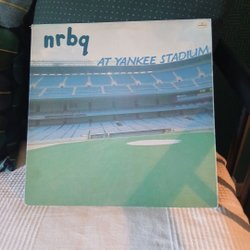 nrbq
AT YANKEE STADIUM